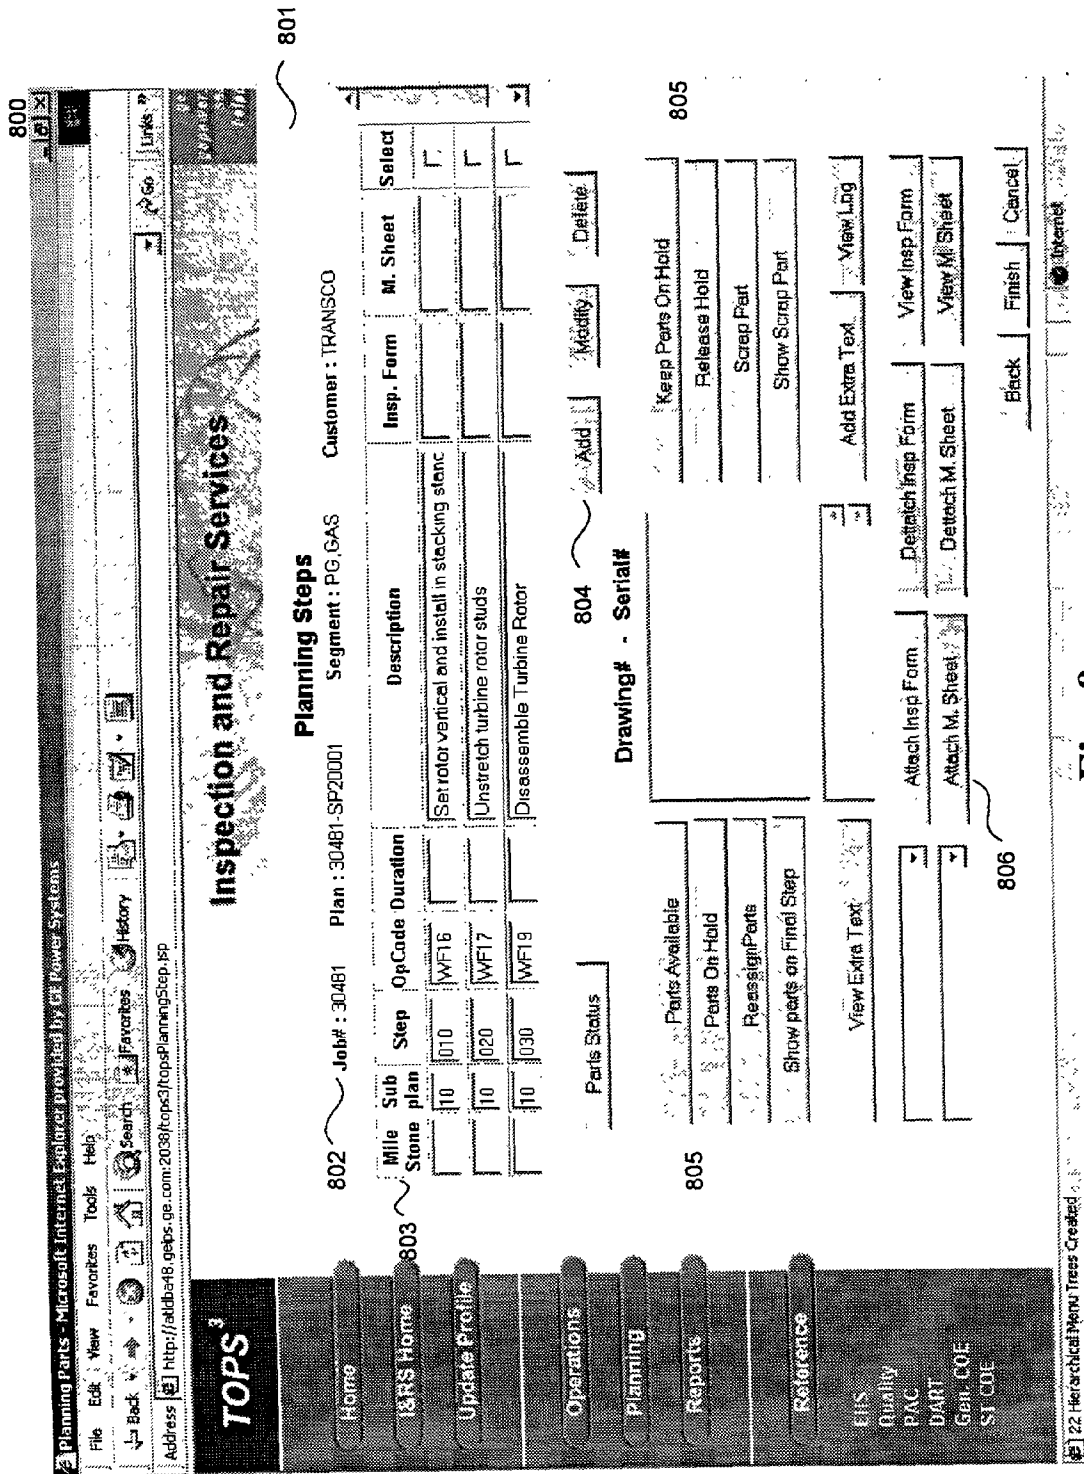 800
Planning Parts - Microsoft Internet Explorer provided by GE Power Systems
File Edit View Favorites Tools Help
Back Search Favorites History
Address http://atldba48.geips.ge.com:2038/tops3/topsPlanningStep.jsp Go Links »
TOPS3
Inspection and Repair Services
801
Home
I&RS Home
Update Profile
Operations
Planning
Reports
Reference
EHS
Quality
PAC
DART
Gen. COE
ST COE
Planning Steps
802 Job# : 30481 Plan : 30481-SP20001 Segment : PG,GAS Customer : TRANSCO
803
Mile Stone Sub plan Step OpCode Duration Description Insp. Form M. Sheet Select
10 010 WF16 Set rotor vertical and install in stacking stanc
10 020 WF17 Unstretch turbine rotor studs
10 030 WF19 Disassemble Turbine Rotor
Parts Status 804 Add Modify Delete
Drawing# - Serial#
805 805
Parts Available Keep Parts On Hold
Parts On Hold Release Hold
ReassignParts Scrap Part
Show parts on Final Step Show Scrap Part
View Extra Text Add Extra Text View Log
Attach Insp Form Dettatch Insp Form View Insp Form
Attach M. Sheet Dettach M. Sheet View M. Sheet
806
Back Finish Cancel
22 Hierarchical Menu Trees Created Internet